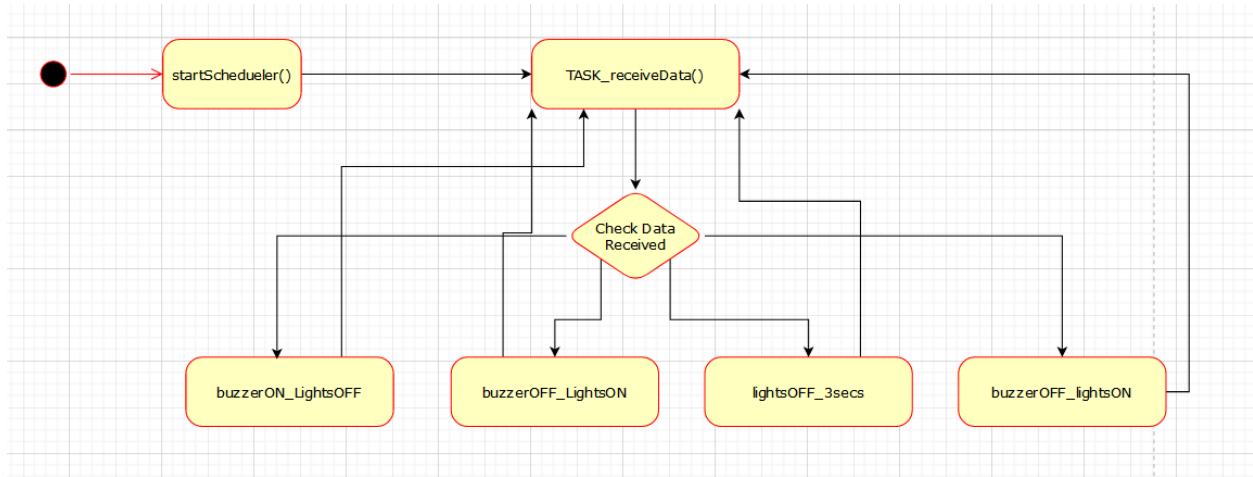 startSchedueler()
TASK_receiveData()
Check Data
Received
buzzerON_LightsOFF
buzzerOFF_LightsON
lightsOFF_3secs
buzzerOFF_lightsON